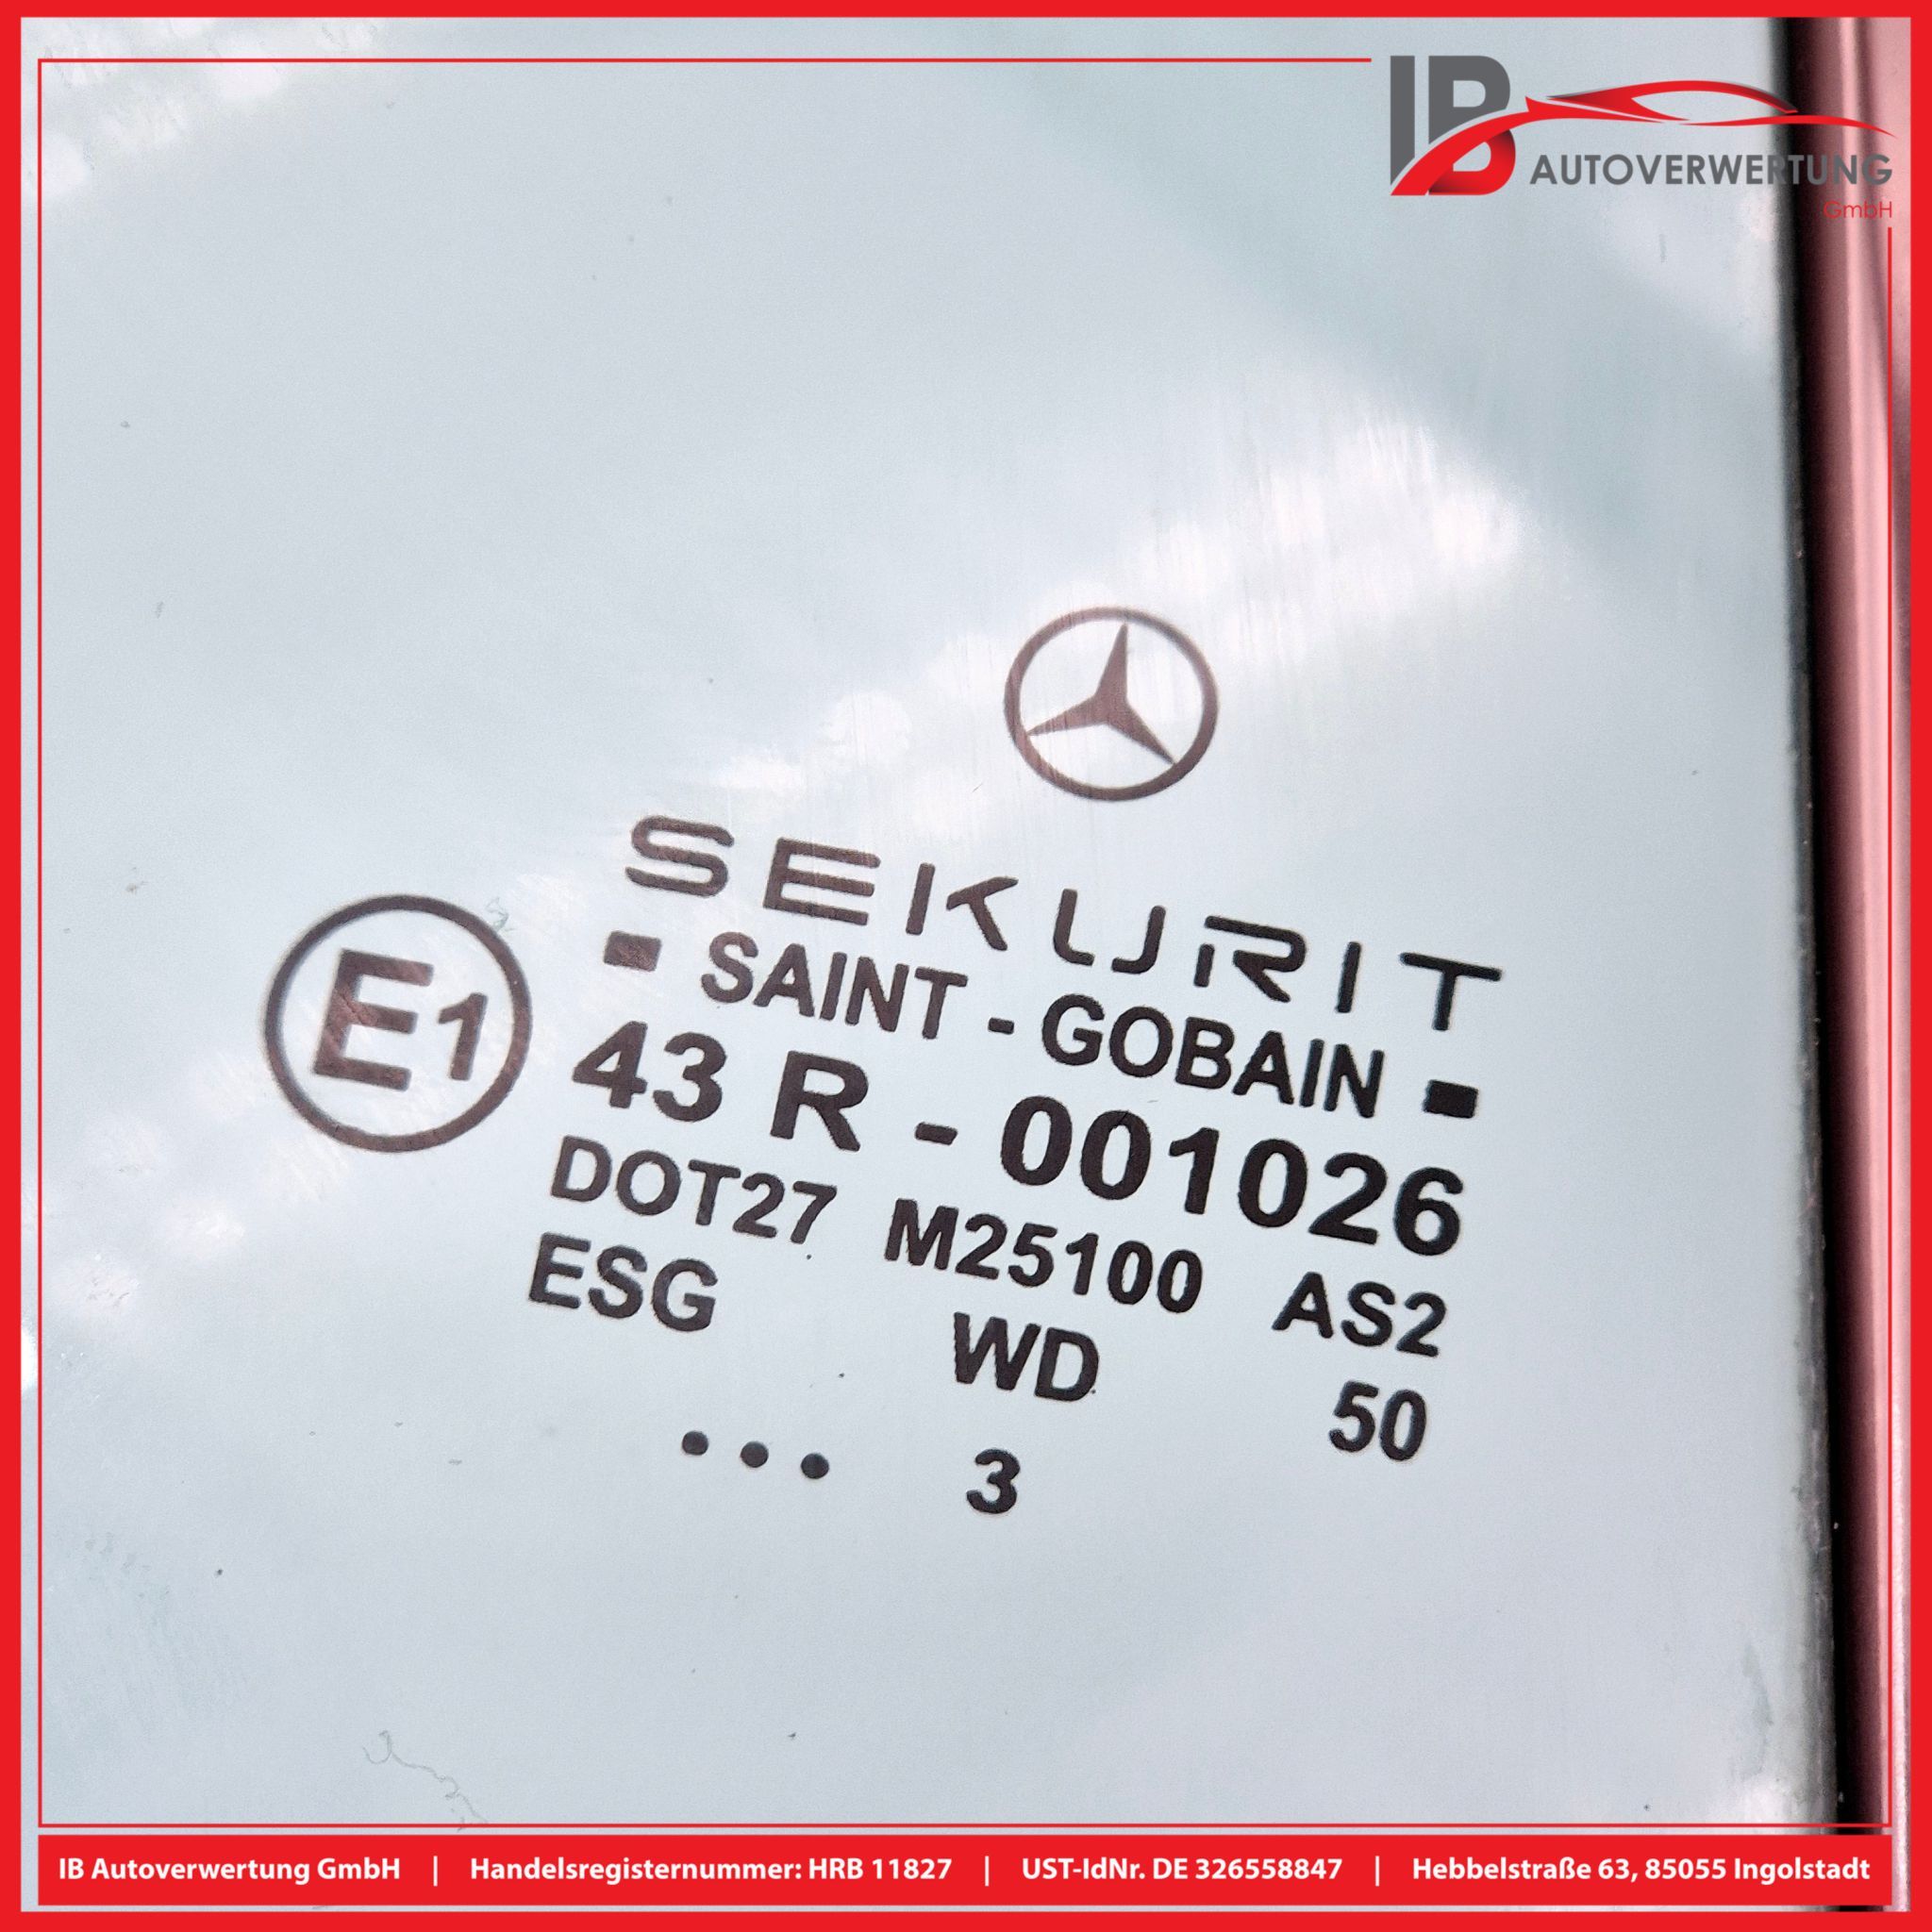 IB
AUTOVERWERTUNG
GmbH
SEKURIT
SAINT - GOBAIN
E1
43 R - 001026
DOT27 M25100 AS2
ESG WD 50
... 3
IB Autoverwertung GmbH | Handelsregisternummer: HRB 11827 | UST-IdNr. DE 326558847 | Hebbelstraße 63, 85055 Ingolstadt